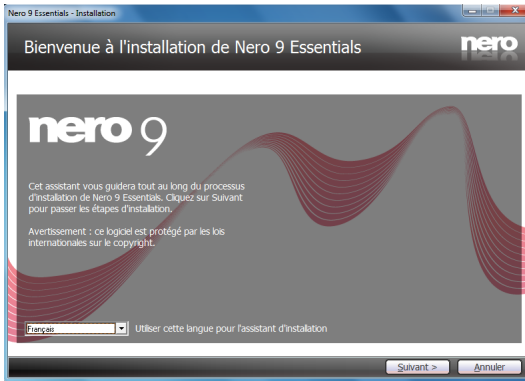 Nero 9 Essentials - Installation
Bienvenue à l'installation de Nero 9 Essentials
nero
nero 9
Cet assistant vous guidera tout au long du processus
d'installation de Nero 9 Essentials. Cliquez sur Suivant
pour passer les étapes d'installation.
Avertissement : ce logiciel est protégé par les lois
internationales sur le copyright.
Français
Utiliser cette langue pour l'assistant d'installation
Suivant >
Annuler